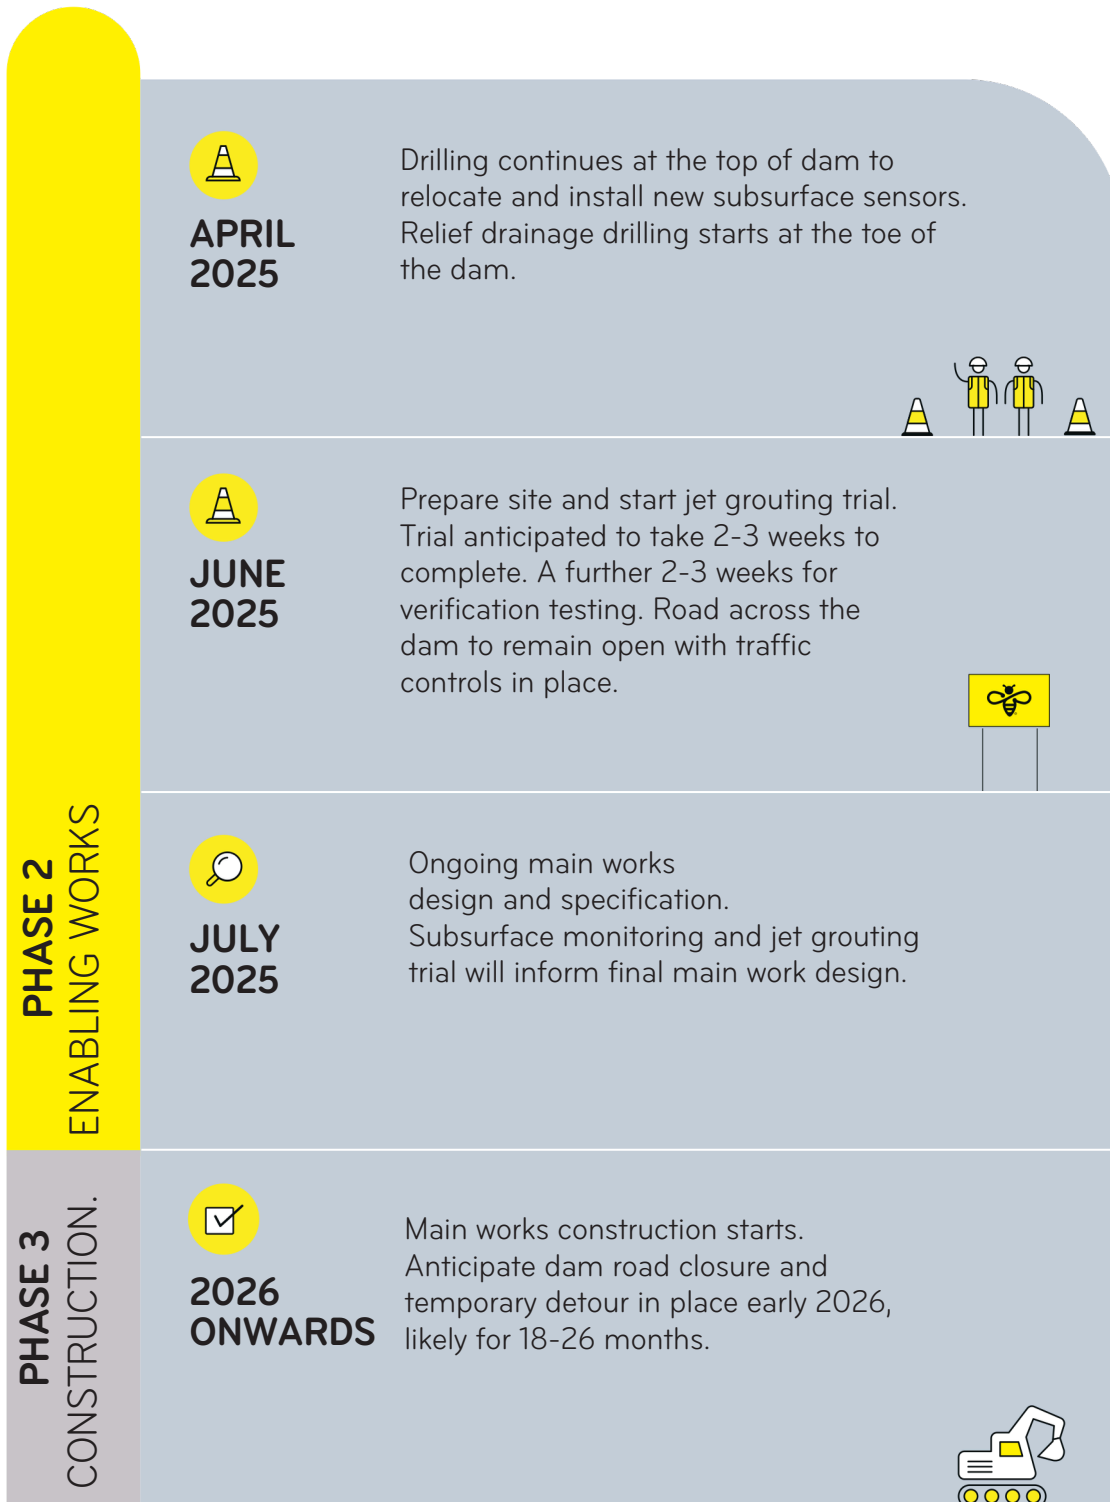 APRIL
2025
Drilling continues at the top of dam to
relocate and install new subsurface sensors.
Relief drainage drilling starts at the toe of
the dam.
JUNE
2025
Prepare site and start jet grouting trial.
Trial anticipated to take 2-3 weeks to
complete. A further 2-3 weeks for
verification testing. Road across the
dam to remain open with traffic
controls in place.
PHASE 2
ENABLING WORKS
JULY
2025
Ongoing main works
design and specification.
Subsurface monitoring and jet grouting
trial will inform final main work design.
PHASE 3
CONSTRUCTION.
2026
ONWARDS
Main works construction starts.
Anticipate dam road closure and
temporary detour in place early 2026,
likely for 18-26 months.